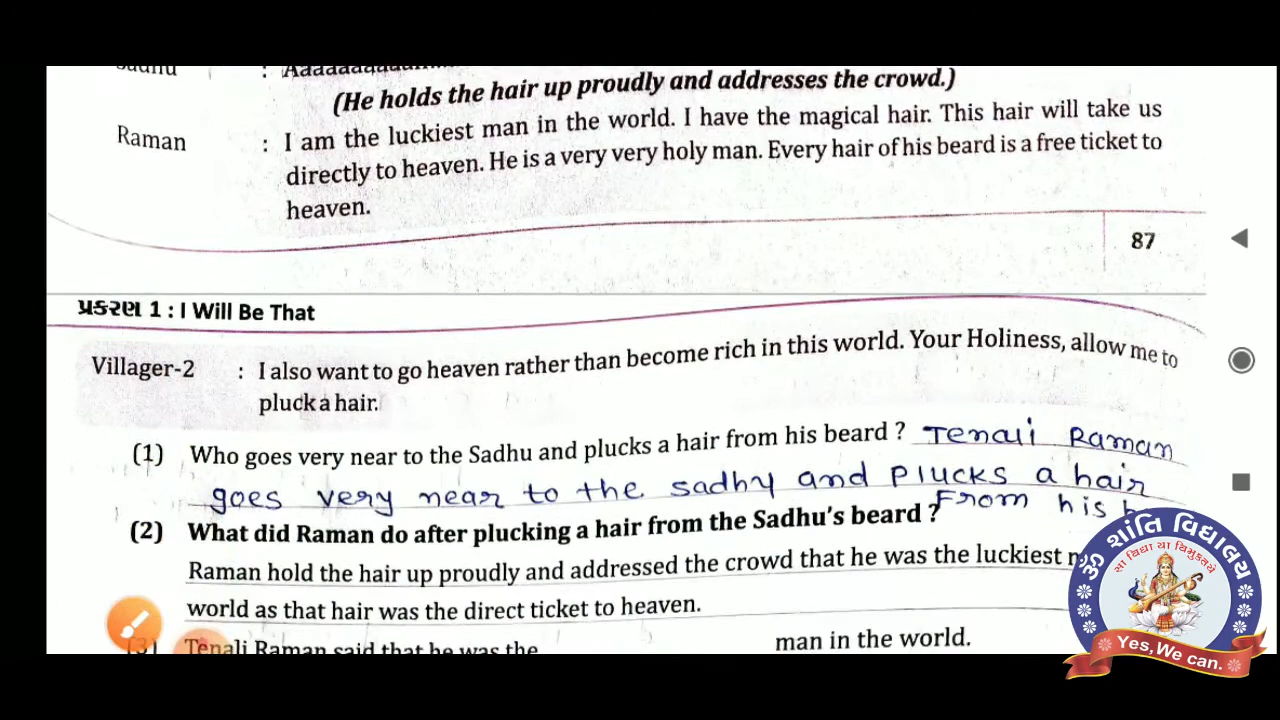 Sadhu : Aaaaaaaaaa
(He holds the hair up proudly and addresses the crowd.)
Raman : I am the luckiest man in the world. I have the magical hair. This hair will take us
directly to heaven. He is a very very holy man. Every hair of his beard is a free ticket to
heaven.
87
પ્રકરણ 1 : I Will Be That
Villager-2 : I also want to go heaven rather than become rich in this world. Your Holiness, allow me to
pluck a hair.
(1) Who goes very near to the Sadhu and plucks a hair from his beard ? Tenali Raman
goes very near to the sadhy and plucks a hair
From his
(2) What did Raman do after plucking a hair from the Sadhu's beard ?
Raman hold the hair up proudly and addressed the crowd that he was the luckiest
world as that hair was the direct ticket to heaven.
(3) Tenali Raman said that he was the man in the world.
ૐ શાંતિ વિદ્યાલય
સા વિદ્યા યા વિમુક્તયે
Yes, We can.